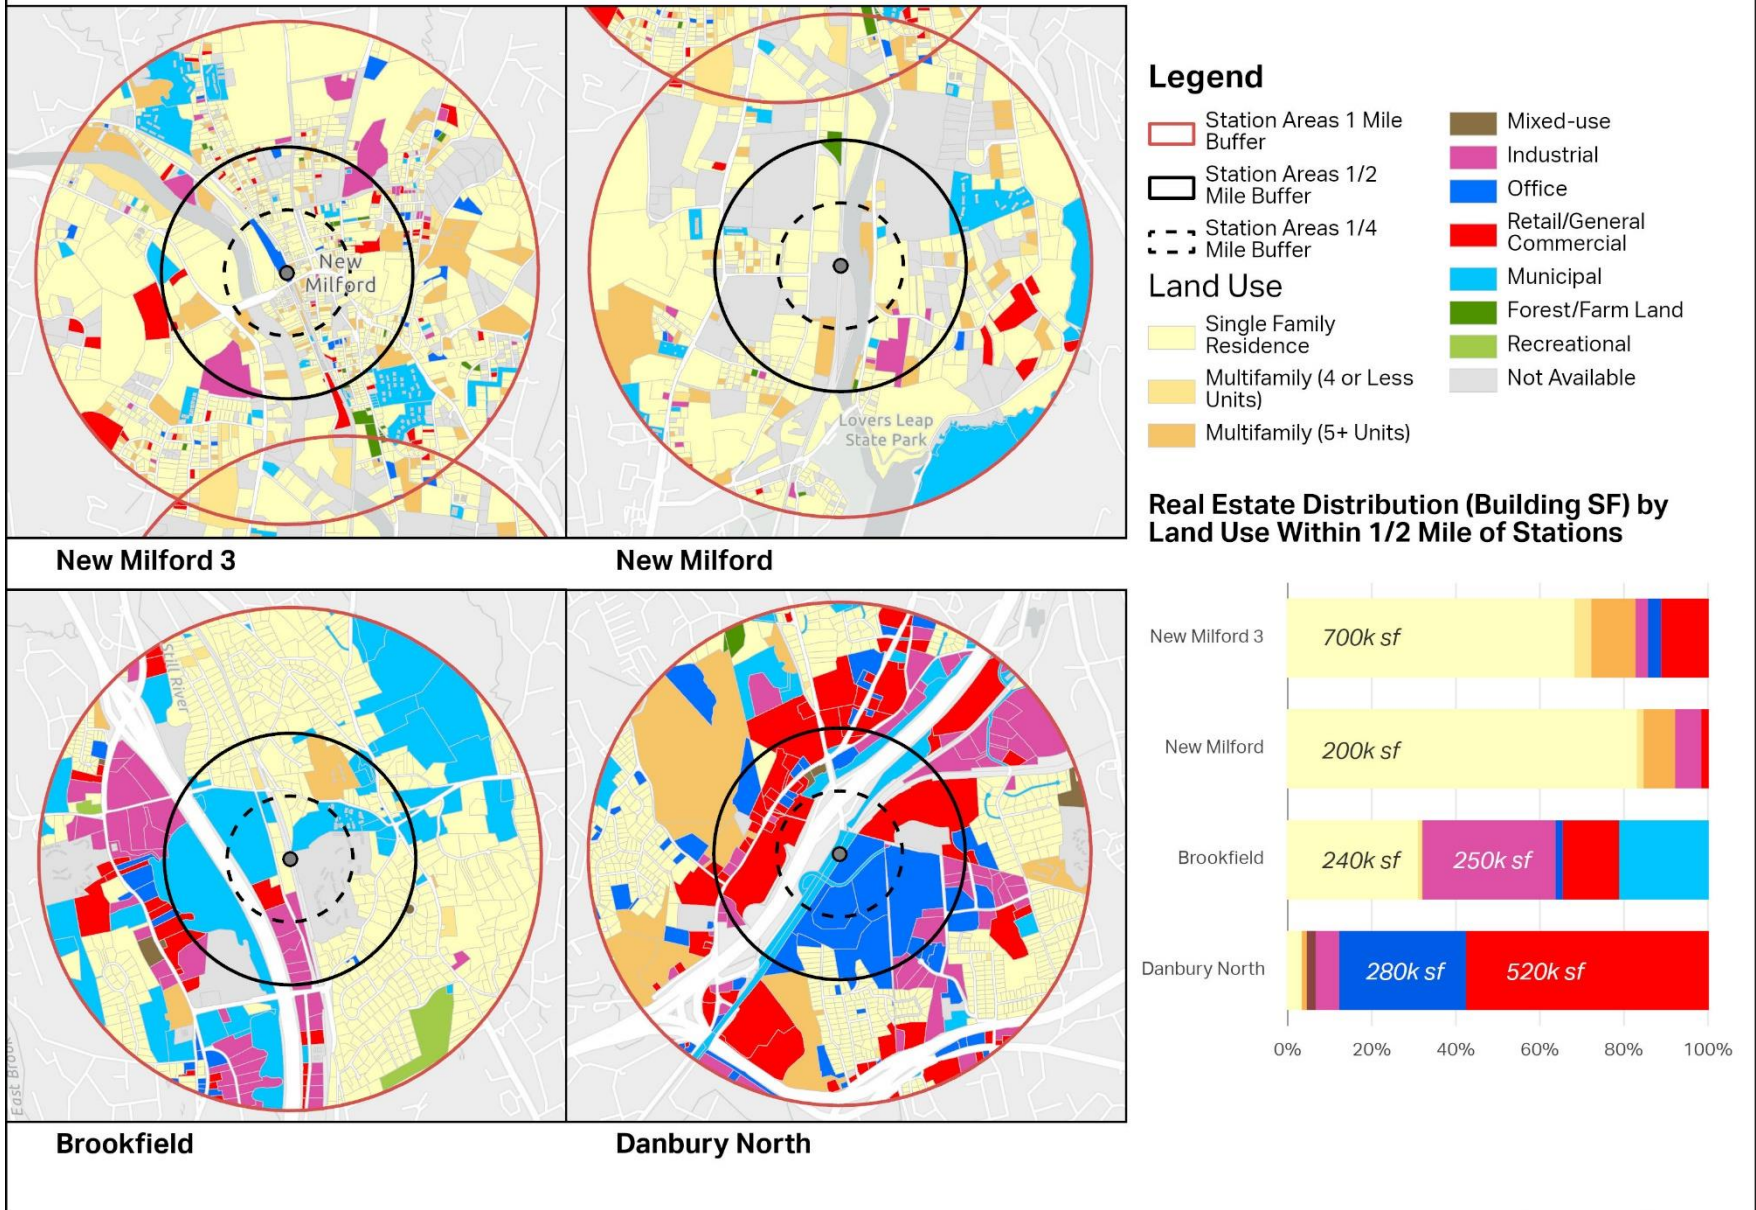 New
Milford
New Milford 3
Lovers Leap
State Park
New Milford
Still River
East Brook
Brookfield
Danbury North
Legend
Station Areas 1 Mile
Buffer
Station Areas 1/2
Mile Buffer
Station Areas 1/4
Mile Buffer
Land Use
Single Family
Residence
Multifamily (4 or Less
Units)
Multifamily (5+ Units)
Mixed-use
Industrial
Office
Retail/General
Commercial
Municipal
Forest/Farm Land
Recreational
Not Available
Real Estate Distribution (Building SF) by
Land Use Within 1/2 Mile of Stations
New Milford 3
700k sf
New Milford
200k sf
Brookfield
240k sf
250k sf
Danbury North
280k sf
520k sf
0%
20%
40%
60%
80%
100%